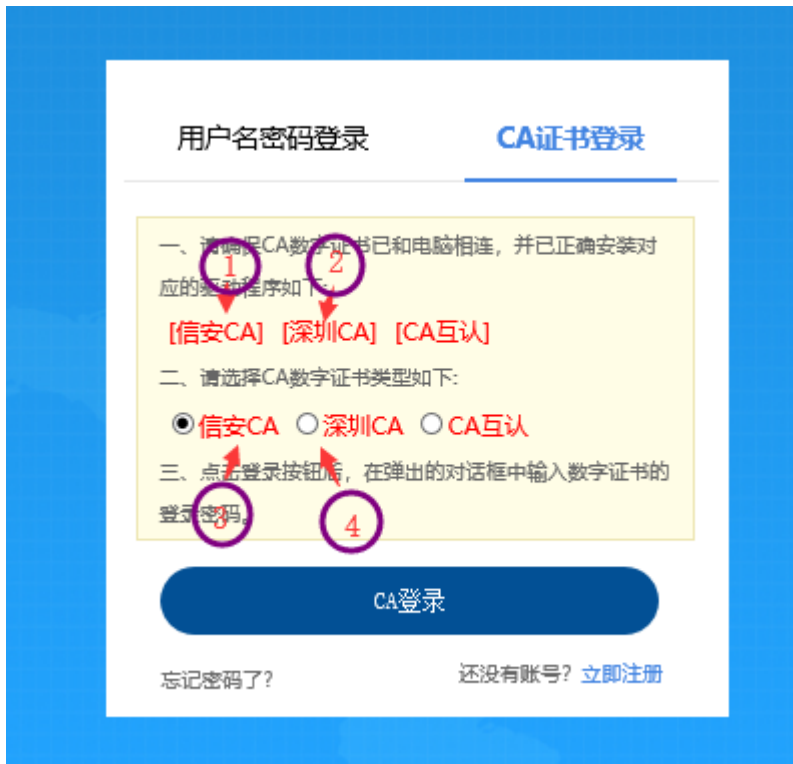 用户名密码登录 CA证书登录
一、请确保CA数字证书已和电脑相连，并已正确安装对
应的驱动程序如下:
[信安CA] [深圳CA] [CA互认]
二、请选择CA数字证书类型如下:
信安CA 深圳CA CA互认
三、点击登录按钮后，在弹出的对话框中输入数字证书的
登录密码。
1
2
3
4
CA登录
忘记密码了? 还没有账号? 立即注册